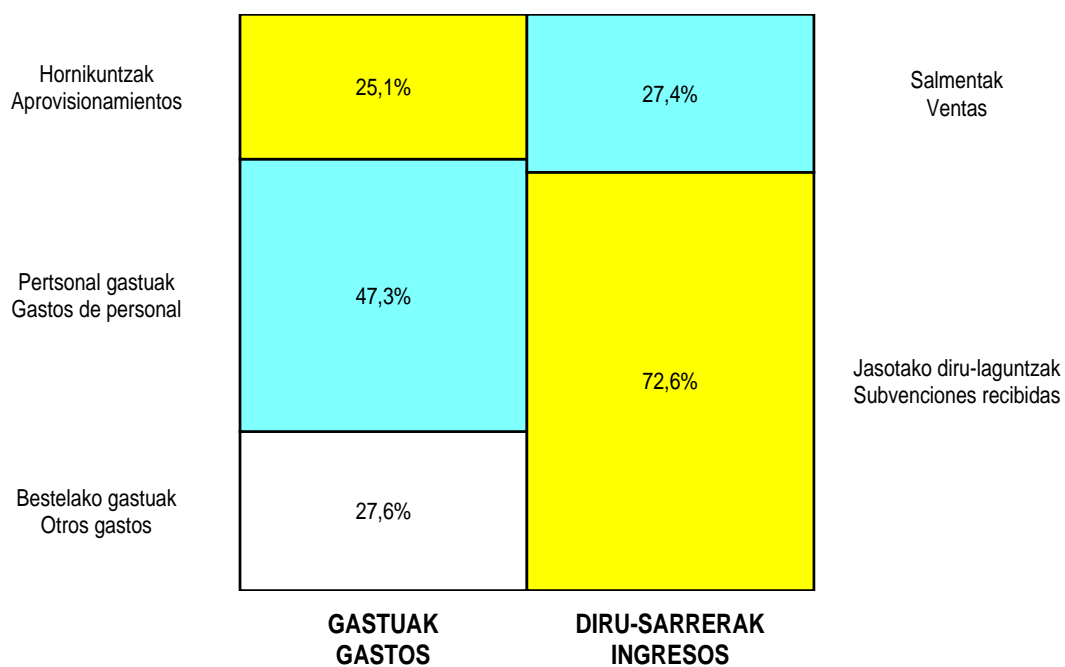 Hornikuntzak
Aprovisionamientos
25,1%
27,4%
Salmentak
Ventas
Pertsonal gastuak
Gastos de personal
47,3%
72,6%
Jasotako diru-laguntzak
Subvenciones recibidas
Bestelako gastuak
Otros gastos
27,6%
GASTUAK
GASTOS
DIRU-SARRERAK
INGRESOS